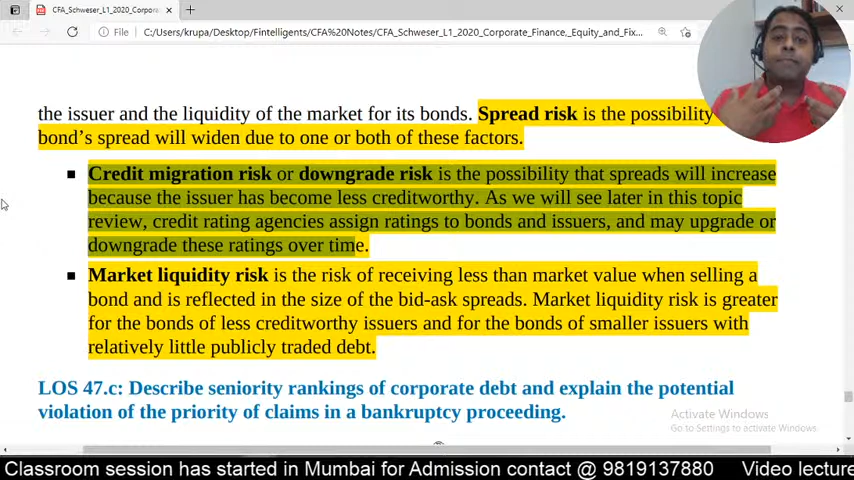 CFA_Schweser_L1_2020_Corpora
File
C:/Users/krupa/Desktop/Fintelligents/CFA%20Notes/CFA_Schweser_L1_2020_Corporate_Finance,_Equity_and_Fix...
the issuer and the liquidity of the market for its bonds. Spread risk is the possibility
bond's spread will widen due to one or both of these factors.
■ Credit migration risk or downgrade risk is the possibility that spreads will increase
because the issuer has become less creditworthy. As we will see later in this topic
review, credit rating agencies assign ratings to bonds and issuers, and may upgrade or
downgrade these ratings over time.
■ Market liquidity risk is the risk of receiving less than market value when selling a
bond and is reflected in the size of the bid-ask spreads. Market liquidity risk is greater
for the bonds of less creditworthy issuers and for the bonds of smaller issuers with
relatively little publicly traded debt.
LOS 47.c: Describe seniority rankings of corporate debt and explain the potential
violation of the priority of claims in a bankruptcy proceeding.
Activate Windows
Go to Settings to activate Windows.
Classroom session has started in Mumbai for Admission contact @ 9819137880 Video lecture